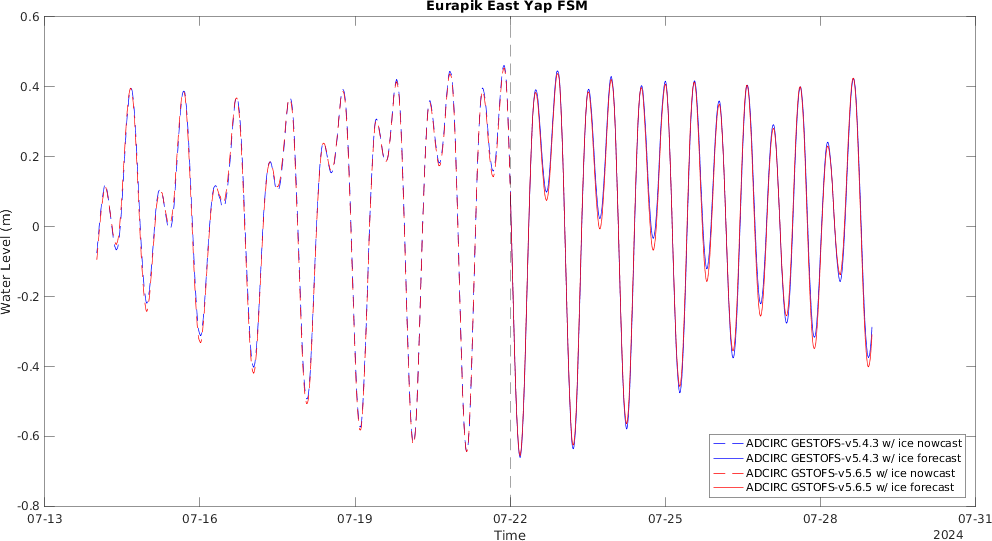 Eurapik East Yap FSM
0.6
0.4
0.2
0
-0.2
-0.4
-0.6
-0.8
Water Level (m)
ADCIRC GESTOFS-v5.4.3 w/ ice nowcast
ADCIRC GESTOFS-v5.4.3 w/ ice forecast
ADCIRC GSTOFS-v5.6.5 w/ ice nowcast
ADCIRC GSTOFS-v5.6.5 w/ ice forecast
07-13 07-16 07-19 07-22 07-25 07-28 07-31
Time
2024